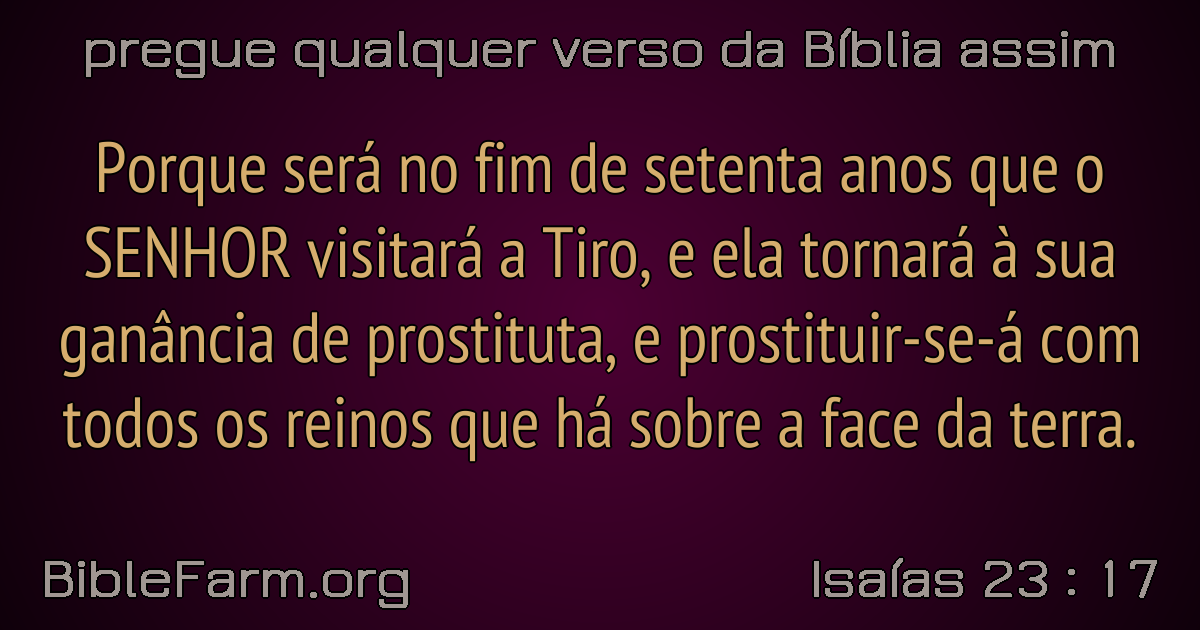 pregue qualquer verso da Bíblia assim
Porque será no fim de setenta anos que o
SENHOR visitará a Tiro, e ela tornará à sua
ganância de prostituta, e prostituir-se-á com
todos os reinos que há sobre a face da terra.
BibleFarm.org
Isaías 23 : 17